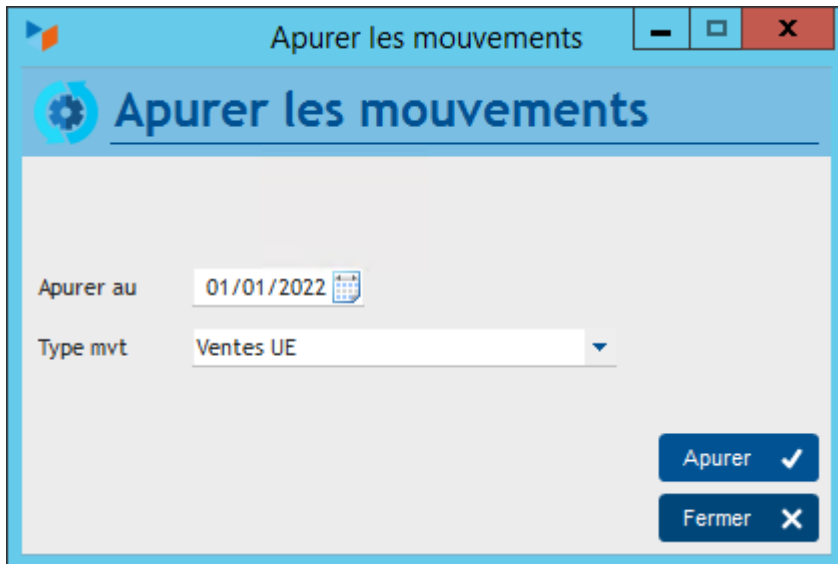 Apurer les mouvements
Apurer les mouvements
Apurer au 01/01/2022
Type mvt Ventes UE
Apurer
Fermer